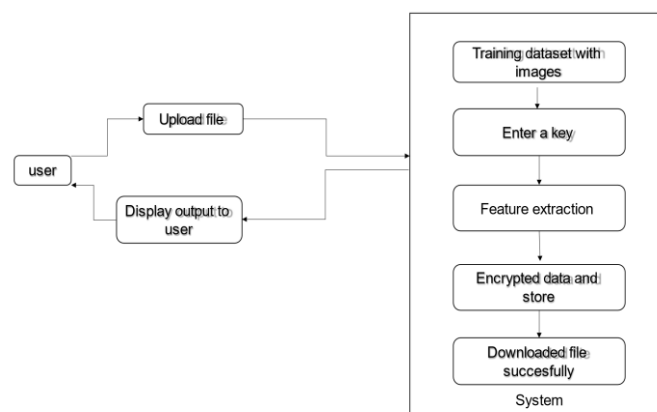 user
Upload file
Display output to
user
Training dataset with
images
Enter a key
Feature extraction
Encrypted data and
store
Downloaded file
succesfully
System